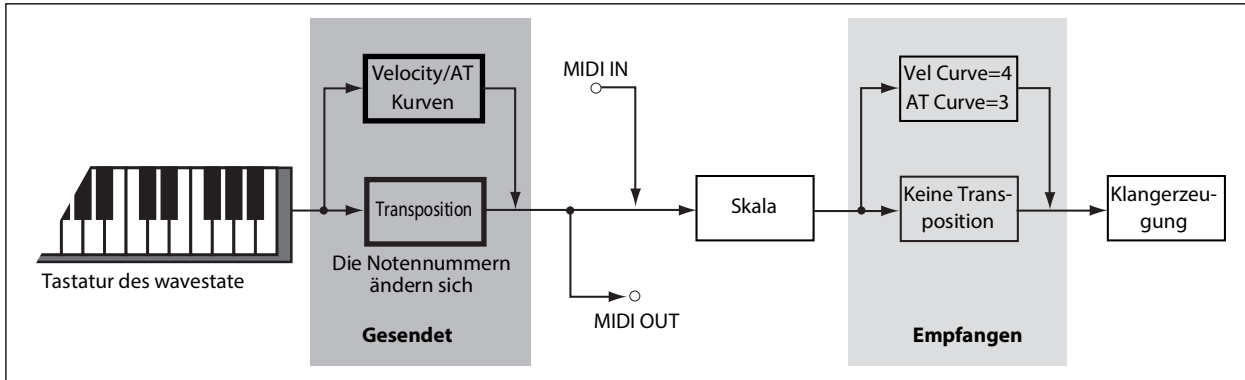 Tastatur des wavestate
Velocity/AT
Kurven
Transposition
Die Notennummern
ändern sich
Gesendet
MIDI IN
MIDI OUT
Skala
Vel Curve=4
AT Curve=3
Keine Trans-
position
Empfangen
Klangerzeu-
gung